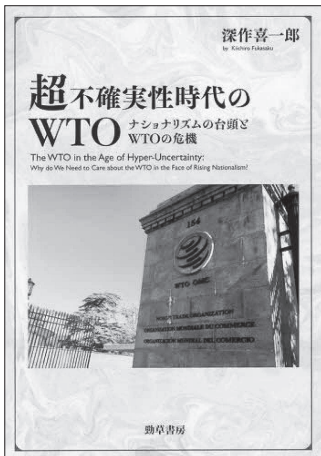 深作喜一郎
by Kiichiro Fukasaku
超不確実性時代の
WTO
ナショナリズムの台頭と
WTOの危機
The WTO in the Age of Hyper-Uncertainty:
Why do We Need to Care about the WTO in the Face of Rising Nationalism?
154
WTO OMC
WORLD TRADE ORGANIZATION
ORGANISATION MONDIALE DU COMMERCE
ORGANIZACIÓN MUNDIAL DEL COMERCIO
勁草書房